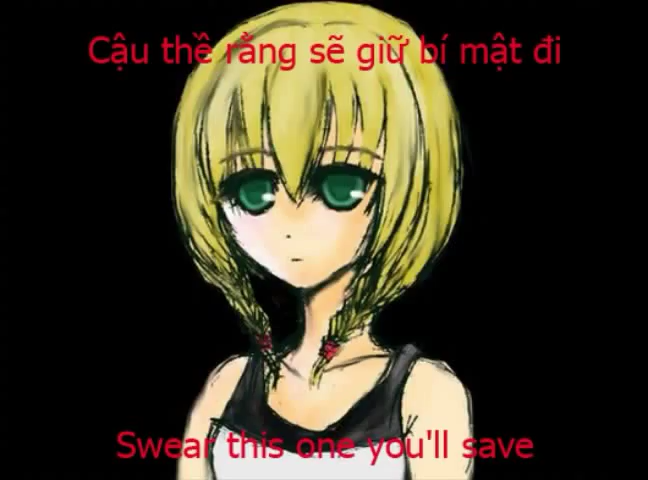 Cậu thề rằng sẽ giữ bí mật đi
Swear this one you'll save